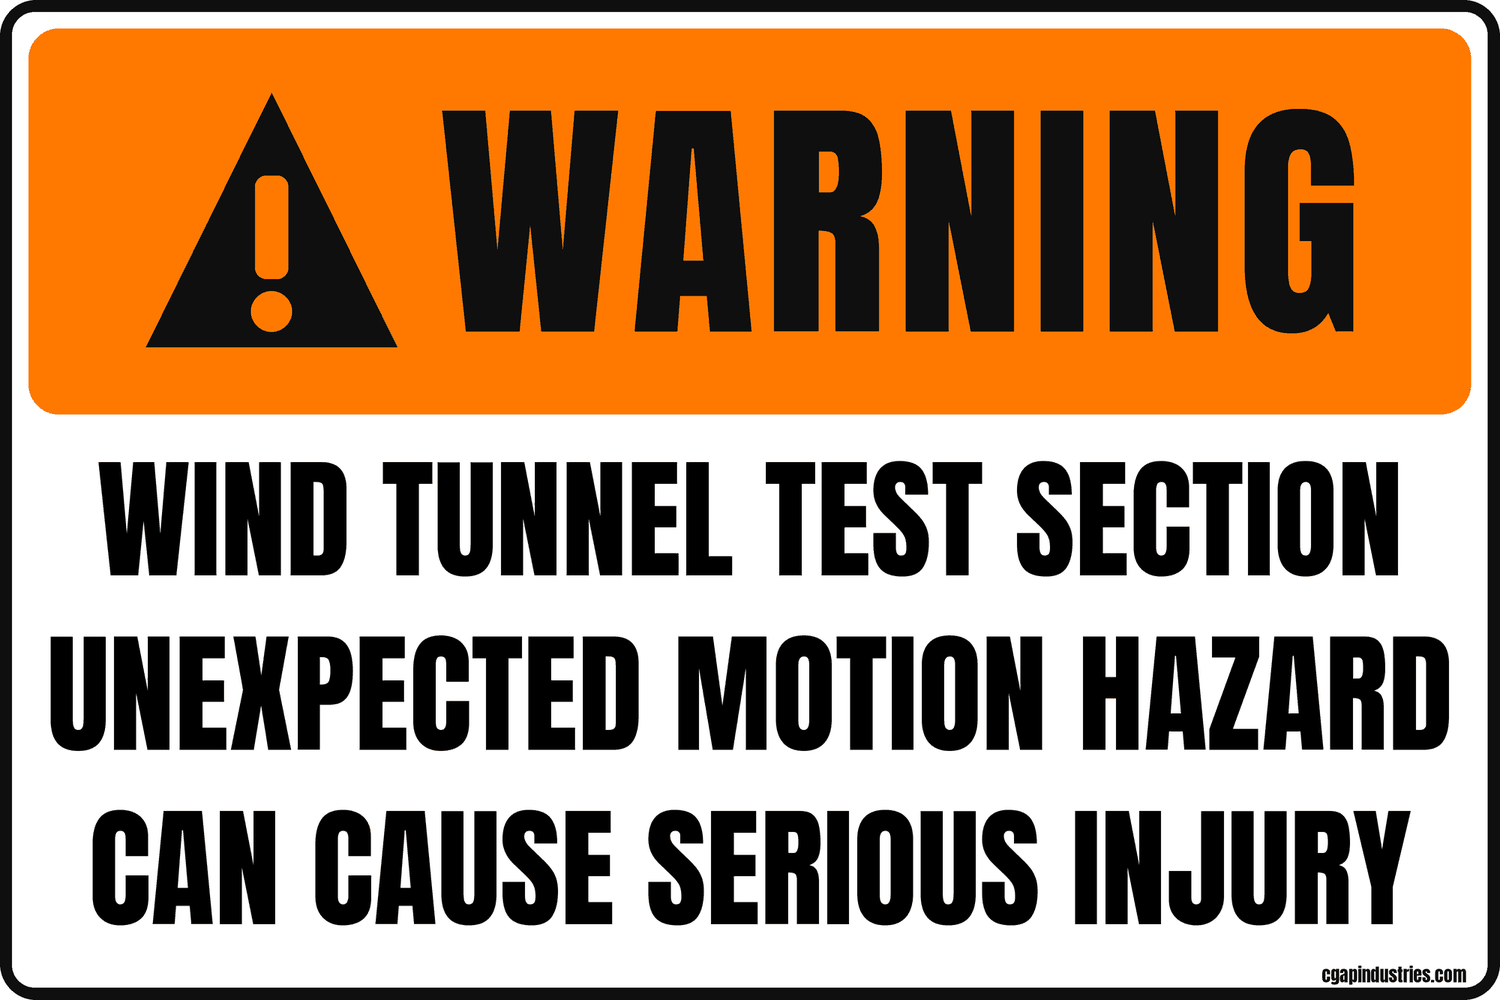 WARNING
WIND TUNNEL TEST SECTION
UNEXPECTED MOTION HAZARD
CAN CAUSE SERIOUS INJURY
cgapindustries.com